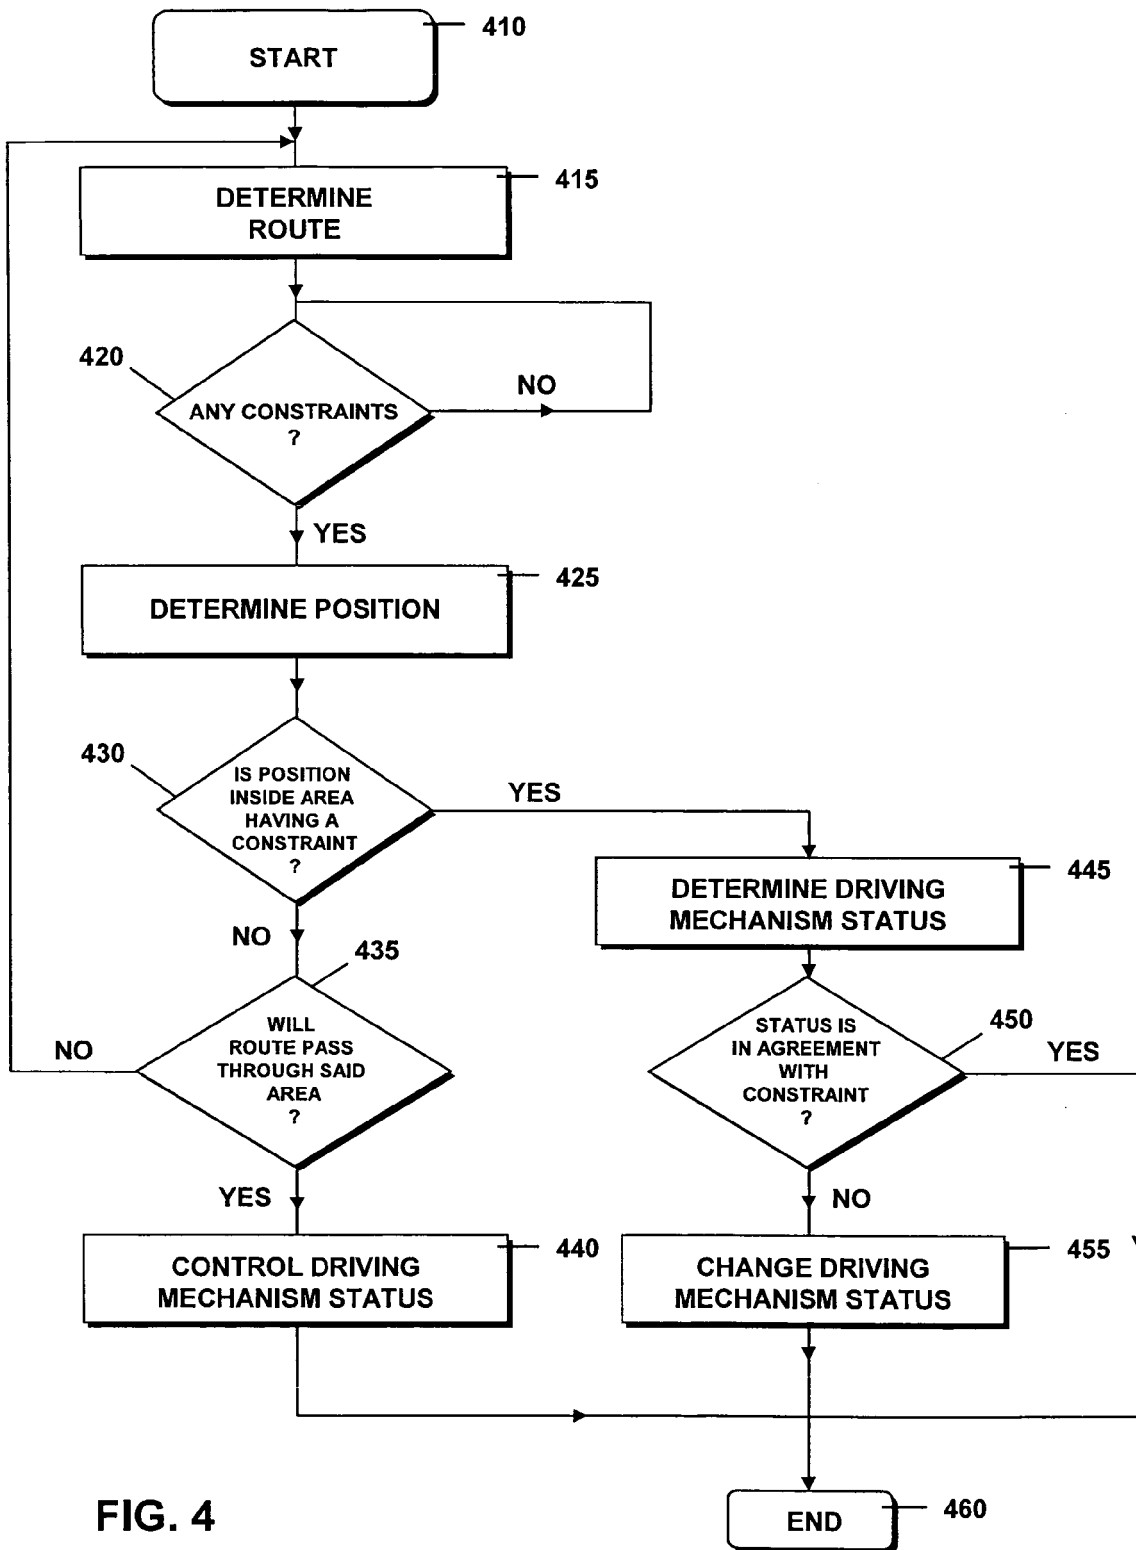 START
410
DETERMINE
ROUTE
415
420
ANY CONSTRAINTS
?
NO
YES
DETERMINE POSITION
425
430
IS POSITION
INSIDE AREA
HAVING A
CONSTRAINT
?
YES
NO
DETERMINE DRIVING
MECHANISM STATUS
445
435
WILL
ROUTE PASS
THROUGH SAID
AREA
?
NO
YES
STATUS IS
IN AGREEMENT
WITH
CONSTRAINT
?
450
YES
NO
CONTROL DRIVING
MECHANISM STATUS
440
CHANGE DRIVING
MECHANISM STATUS
455
END
460
FIG. 4